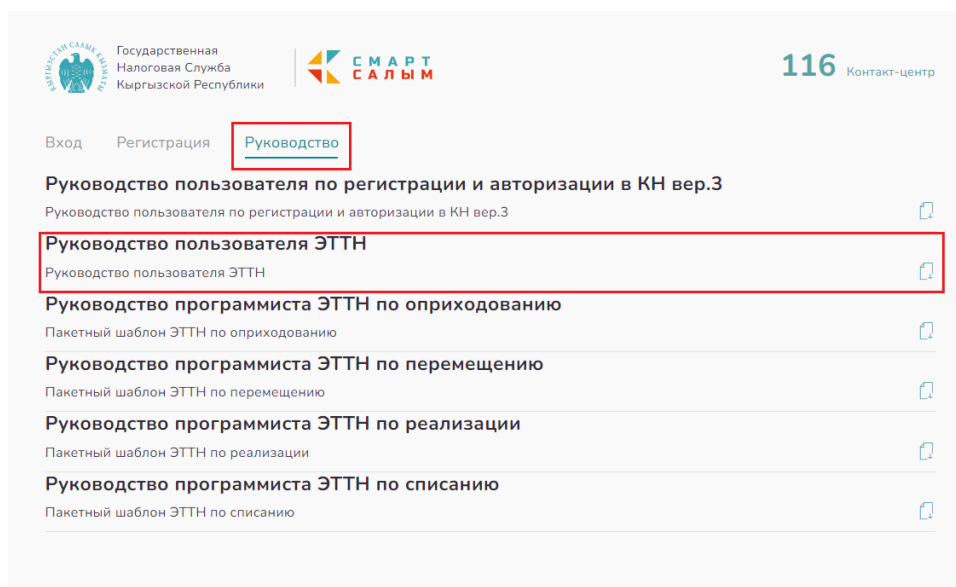 КЫРГЫЗСТАН САЛЫК КЫЗМАТЫ
Государственная
Налоговая Служба
Кыргызской Республики
СМАРТ
САЛЫМ
116 Контакт-центр
Вход Регистрация Руководство
Руководство пользователя по регистрации и авторизации в КН вер.3
Руководство пользователя по регистрации и авторизации в КН вер.3
Руководство пользователя ЭТТН
Руководство пользователя ЭТТН
Руководство программиста ЭТТН по оприходованию
Пакетный шаблон ЭТТН по оприходованию
Руководство программиста ЭТТН по перемещению
Пакетный шаблон ЭТТН по перемещению
Руководство программиста ЭТТН по реализации
Пакетный шаблон ЭТТН по реализации
Руководство программиста ЭТТН по списанию
Пакетный шаблон ЭТТН по списанию